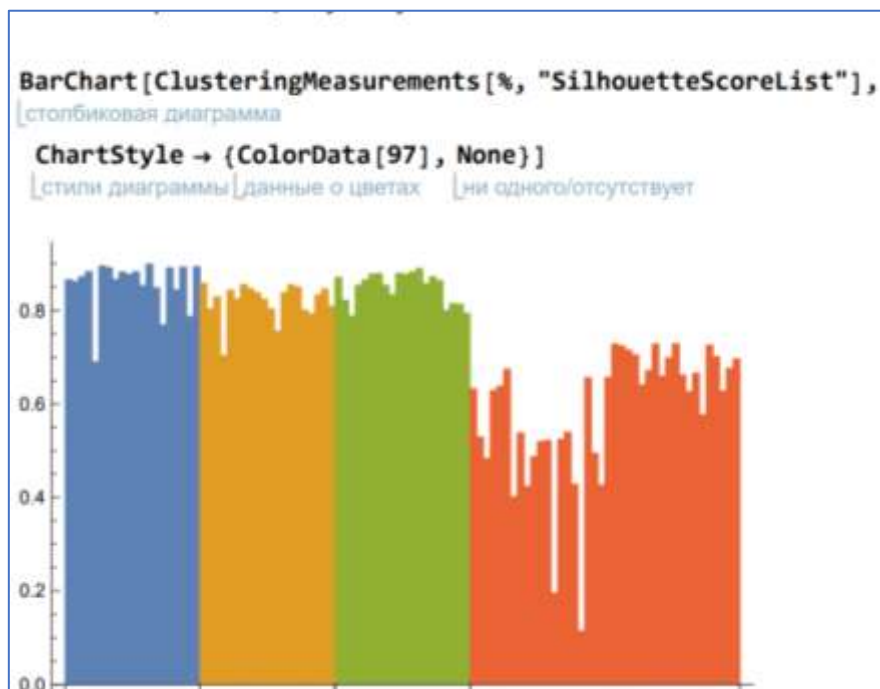 BarChart[ClusteringMeasurements[%, "SilhouetteScoreList"],
столбиковая диаграмма
ChartStyle → {ColorData[97], None}]
стили диаграммы данные о цветах ни одного/отсутствует
0.8
0.6
0.4
0.2
0.0